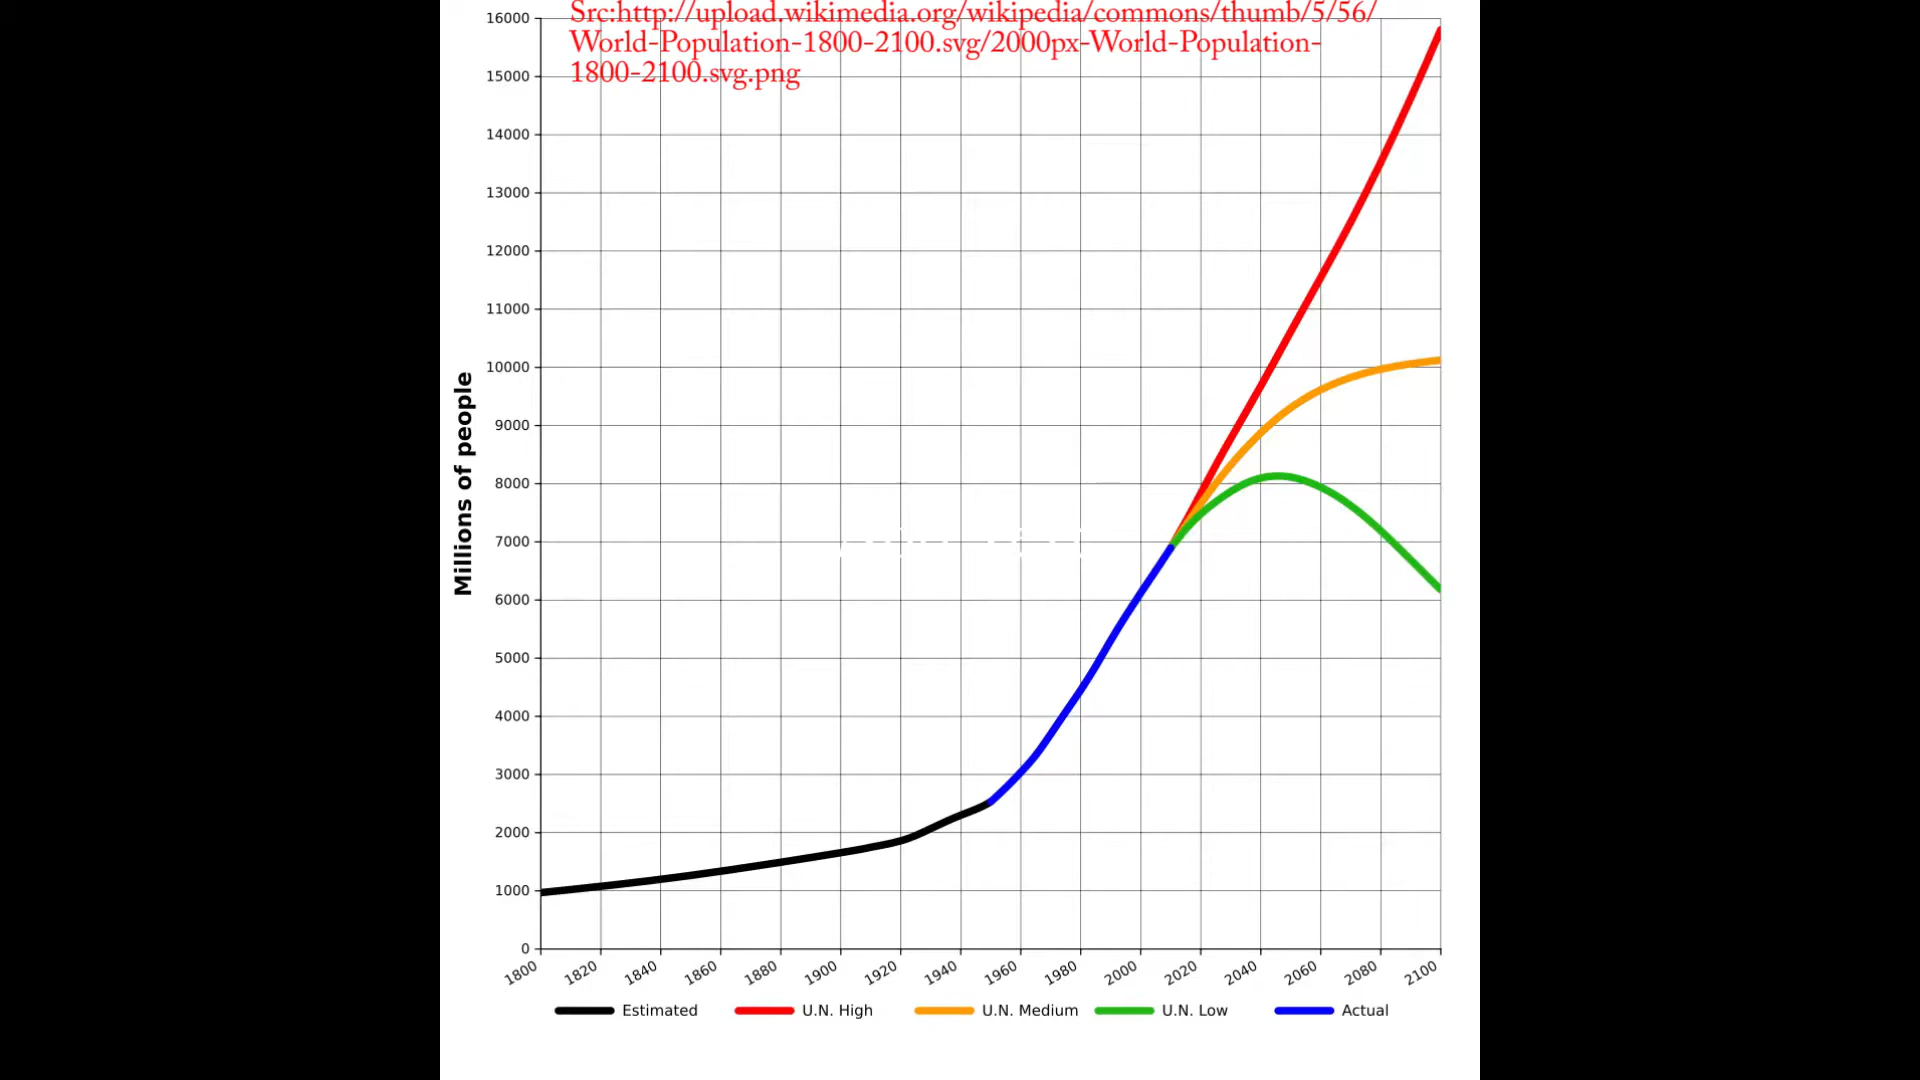 Src:http://upload.wikimedia.org/wikipedia/commons/thumb/5/56/
World-Population-1800-2100.svg/2000px-World-Population-
1800-2100.svg.png
16000
15000
14000
13000
12000
11000
10000
9000
8000
7000
6000
5000
4000
3000
2000
1000
0
Millions of people
1800 1820 1840 1860 1880 1900 1920 1940 1960 1980 2000 2020 2040 2060 2080 2100
Estimated U.N. High U.N. Medium U.N. Low Actual